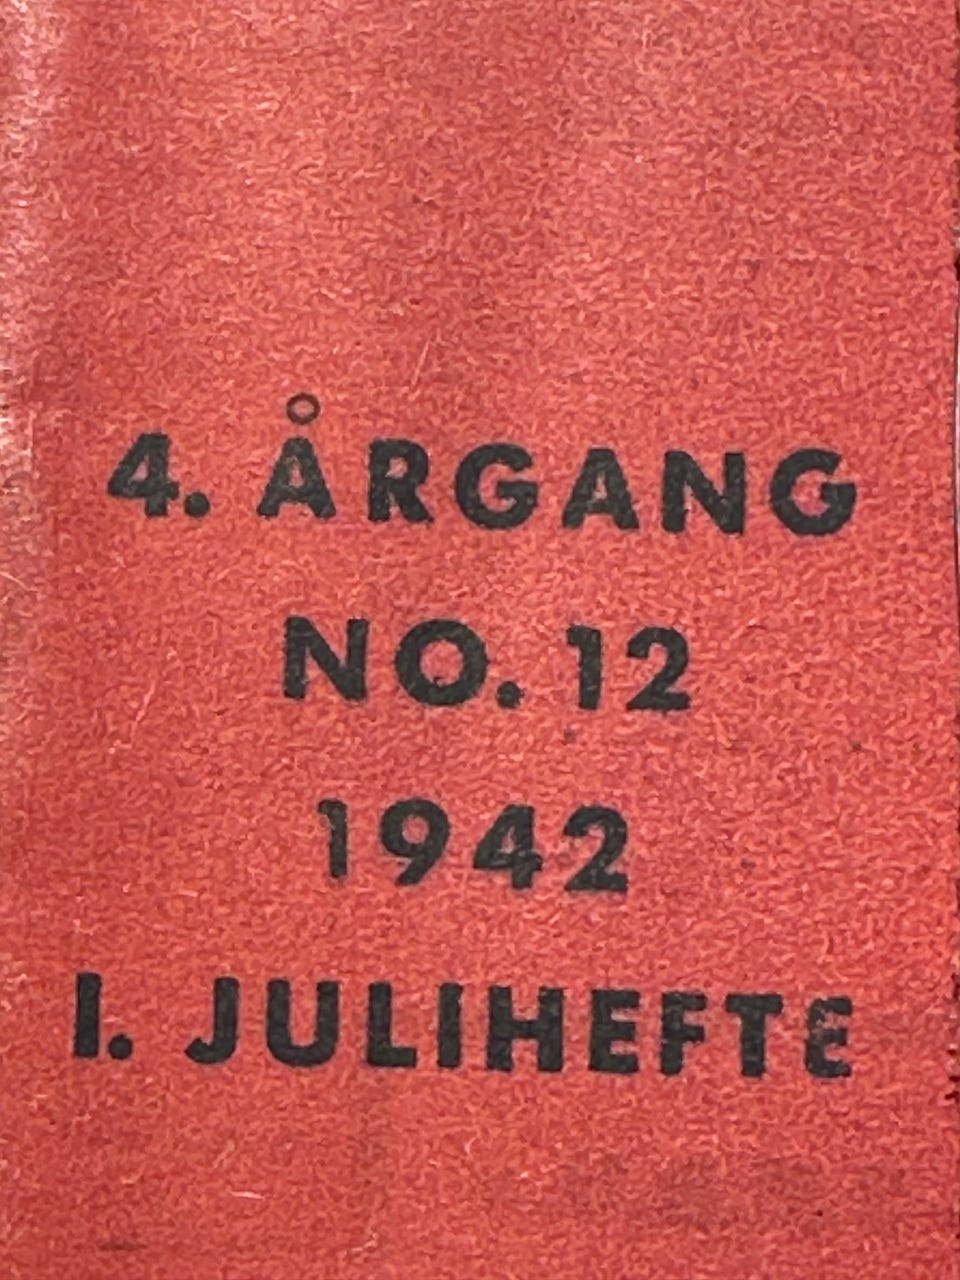 4. ÅRGANG
NO. 12
1942
I. JULIHEFTE